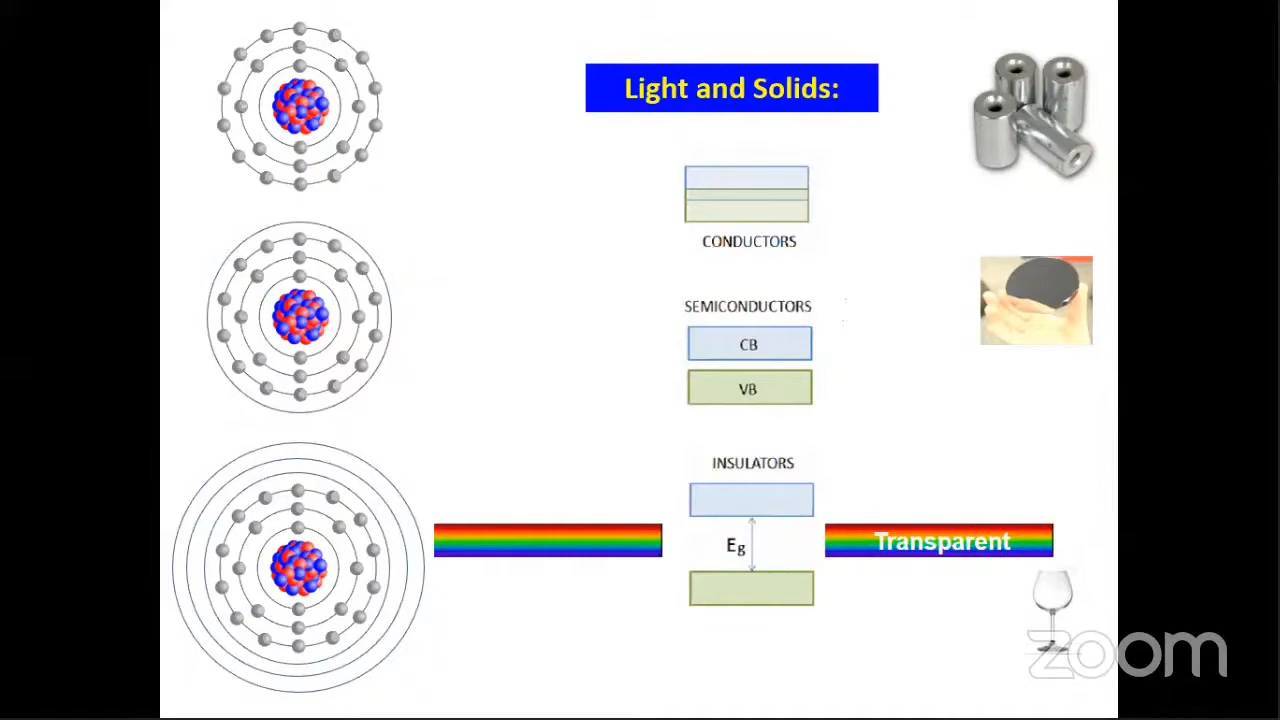 Light and Solids:
CONDUCTORS
SEMICONDUCTORS
CB
VB
INSULATORS
Eg
Transparent
zoom